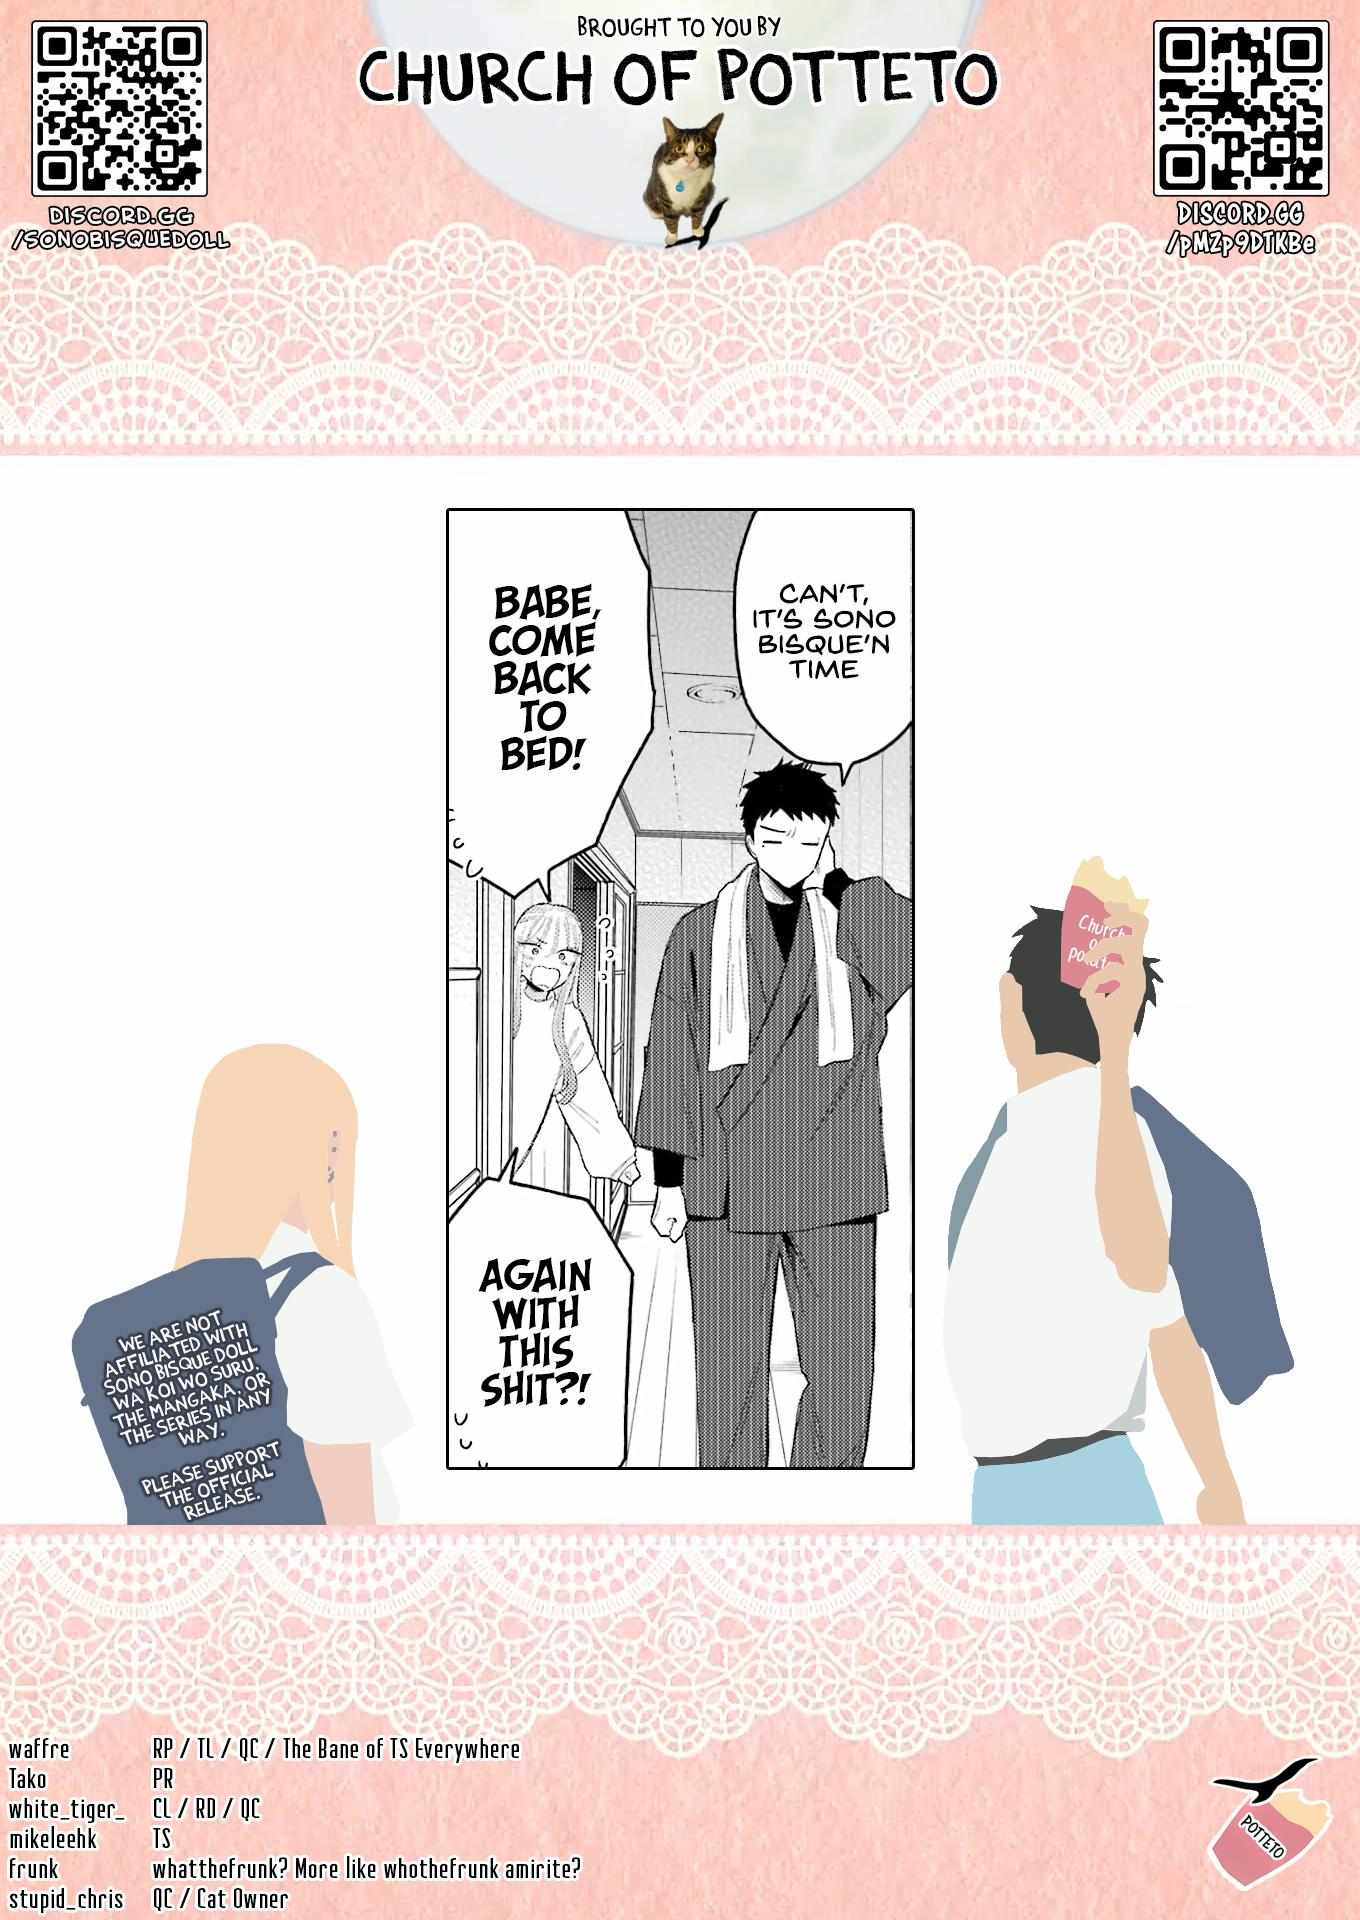 BROUGHT TO YOU BY
CHURCH OF POTTETO
DISCORD.GG
/SONOBISQUEDOLL
DISCORD.GG
/pMZp9DTKBe
CAN'T,
IT'S SONO
BISQUE'N
TIME
BABE,
COME
BACK
TO
BED!
AGAIN
WITH
THIS
SHIT?!
Church
WE ARE NOT
AFFILIATED WITH
SONO BISQUE DOLL
WA KOI WO SURU,
THE MANGAKA, OR
THE SERIES IN ANY
WAY.
PLEASE SUPPORT
THE OFFICIAL
RELEASE.
waffre RP / TL / QC / The Bane of TS Everywhere
Tako PR
white_tiger_ CL / RD / QC
mikeleehk TS
frunk whatthefrunk? More like whothefrunk amirite?
stupid_chris QC / Cat Owner
POTTETO